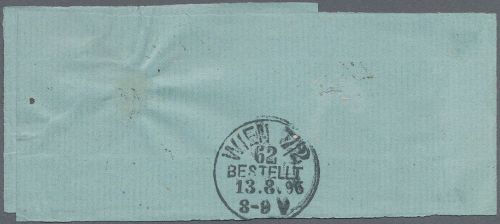 WIEN 7/2
62
BESTELLT
13.8.96
8-9 V